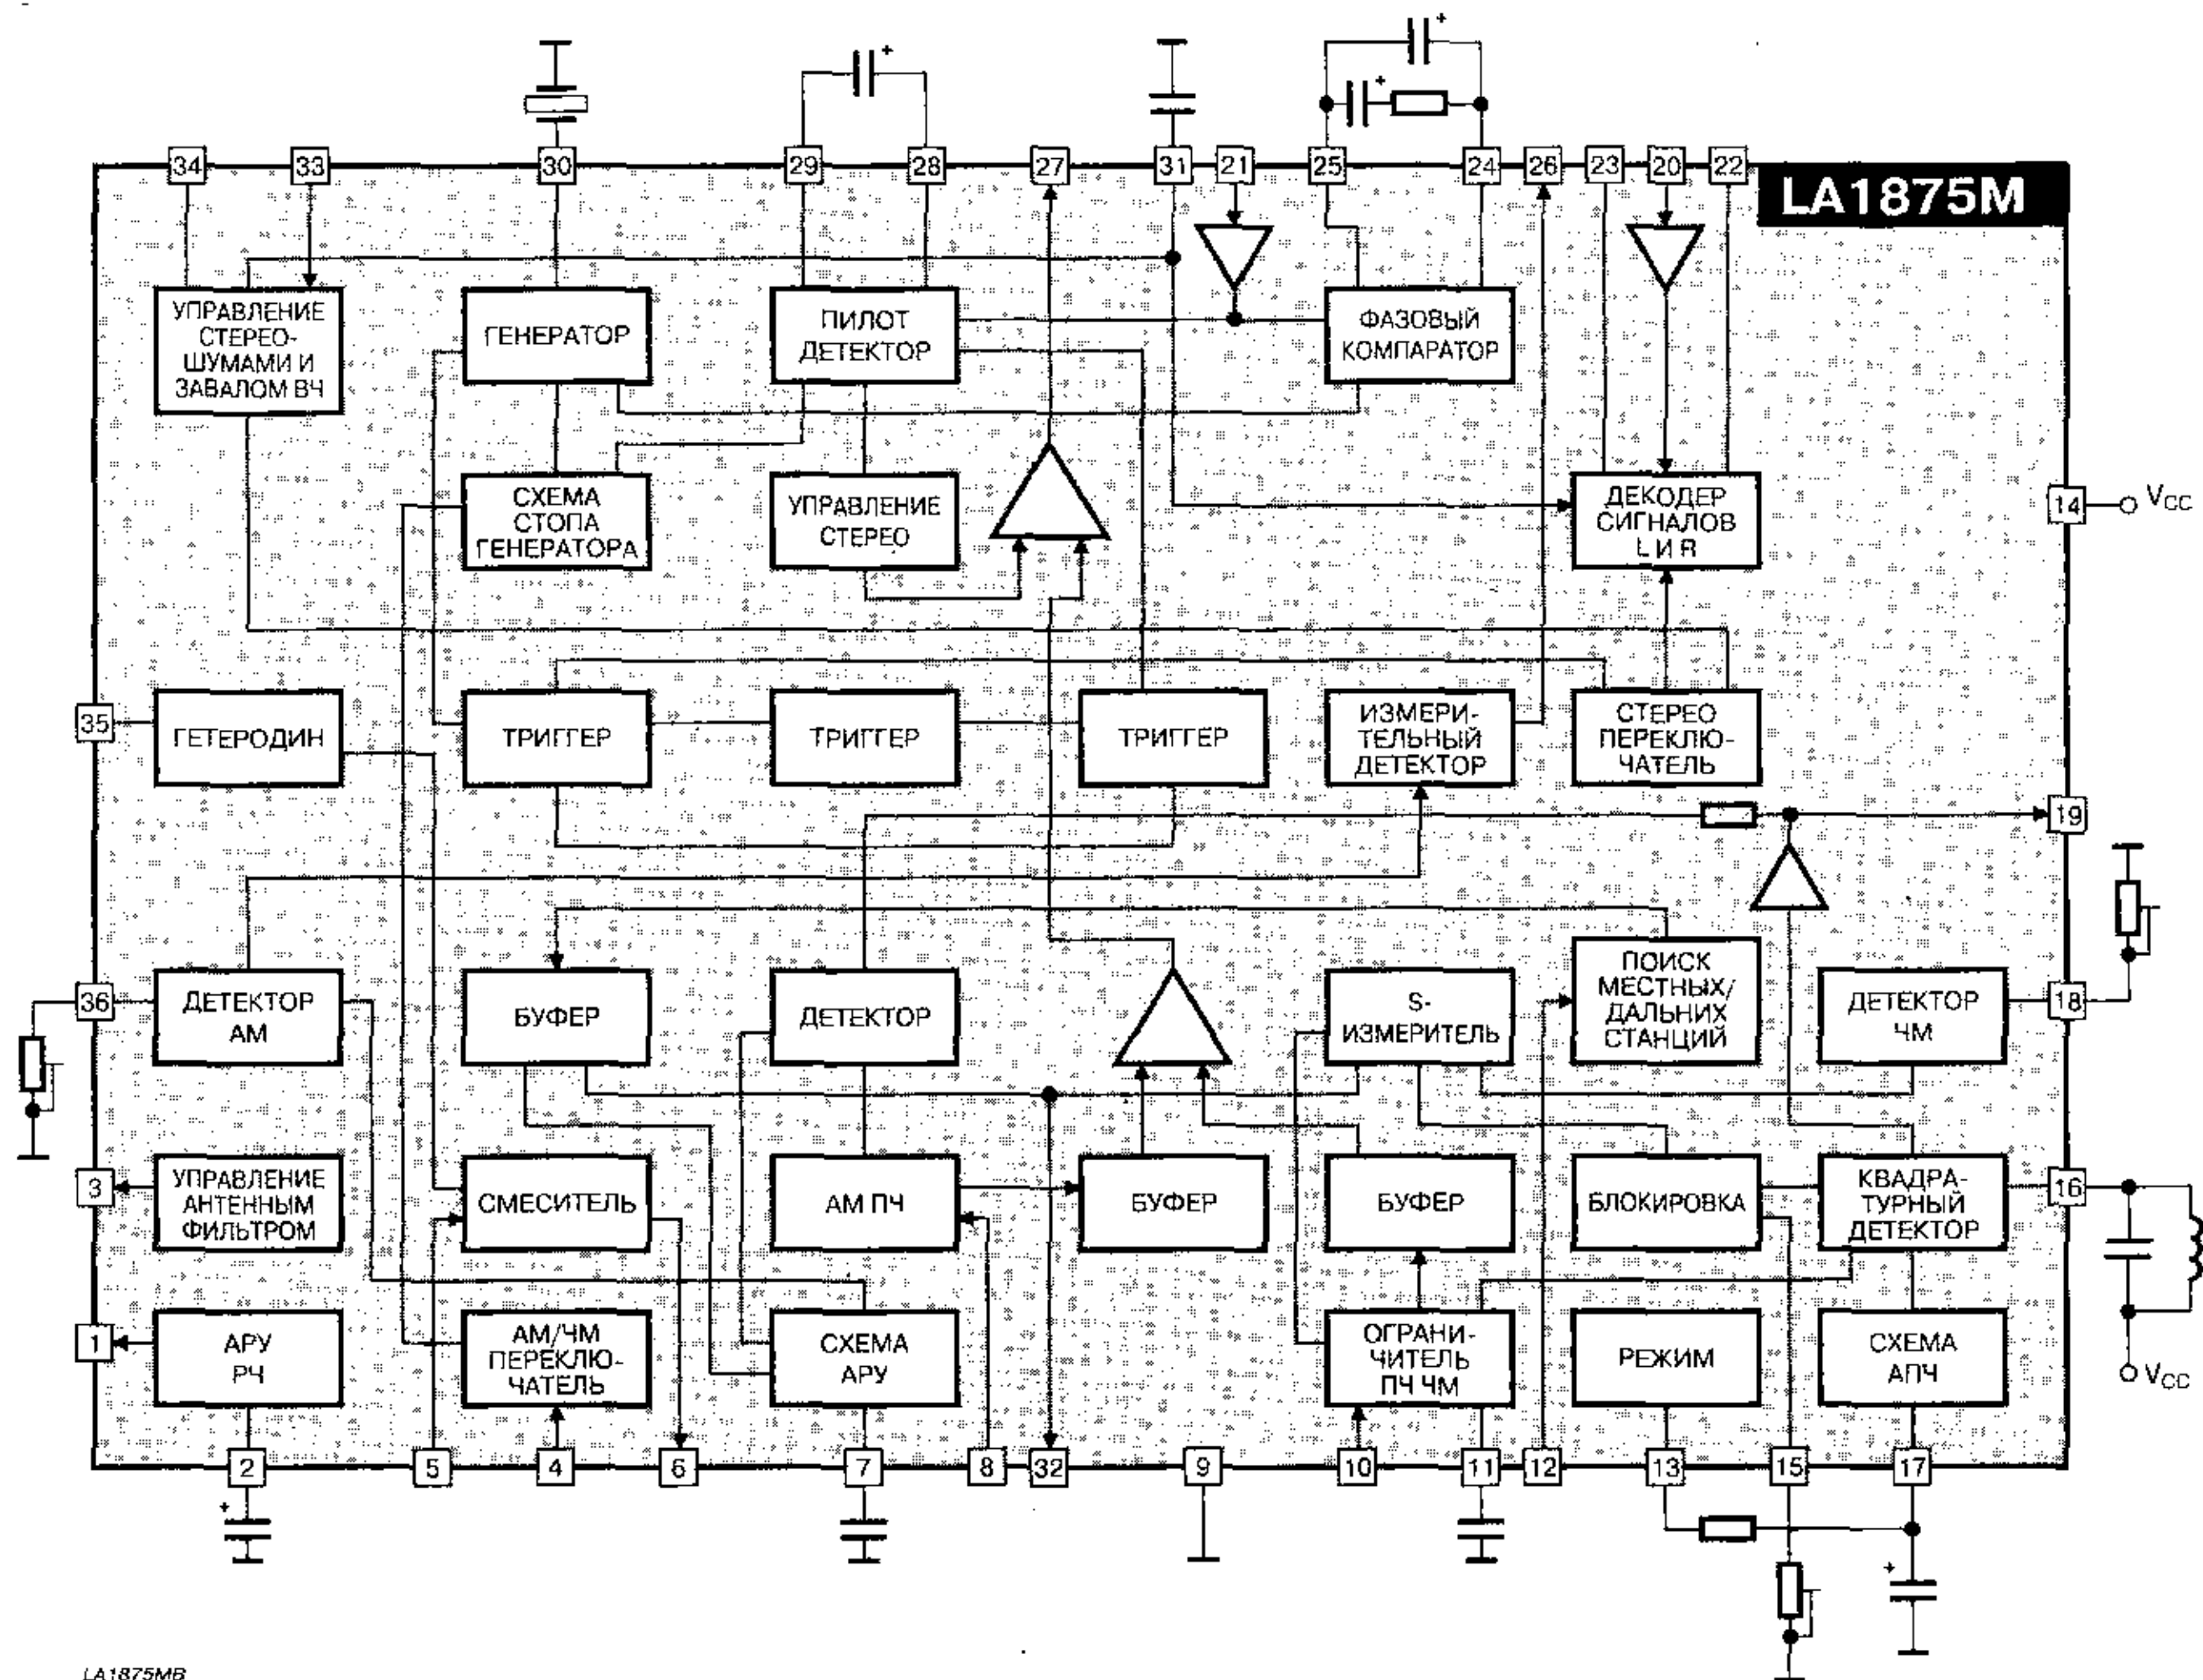 34 33 30 29 28 27 31 21 25 24 26 23 20 22
LA1875M
УПРАВЛЕНИЕ
СТЕРЕО-
ШУМАМИ И
ЗАВАЛОМ ВЧ
ГЕНЕРАТОР
ПИЛОТ
ДЕТЕКТОР
ФАЗОВЫЙ
КОМПАРАТОР
СХЕМА
СТОПА
ГЕНЕРАТОРА
УПРАВЛЕНИЕ
СТЕРЕО
ДЕКОДЕР
СИГНАЛОВ
L И R
14
VCC
35
ГЕТЕРОДИН
ТРИГГЕР
ТРИГГЕР
ТРИГГЕР
ИЗМЕРИ-
ТЕЛЬНЫЙ
ДЕТЕКТОР
СТЕРЕО
ПЕРЕКЛЮ-
ЧАТЕЛЬ
19
36
ДЕТЕКТОР
АМ
БУФЕР
ДЕТЕКТОР
S-
ИЗМЕРИТЕЛЬ
ПОИСК
МЕСТНЫХ/
ДАЛЬНИХ
СТАНЦИЙ
ДЕТЕКТОР
ЧМ
18
3
УПРАВЛЕНИЕ
АНТЕННЫМ
ФИЛЬТРОМ
СМЕСИТЕЛЬ
АМ ПЧ
БУФЕР
БУФЕР
БЛОКИРОВКА
КВАДРА-
ТУРНЫЙ
ДЕТЕКТОР
16
1
АРУ
РЧ
АМ/ЧМ
ПЕРЕКЛЮ-
ЧАТЕЛЬ
СХЕМА
АРУ
ОГРАНИ-
ЧИТЕЛЬ
ПЧ ЧМ
РЕЖИМ
СХЕМА
АПЧ
VCC
2 5 4 6 7 8 32 9 10 11 12 13 15 17
LA1875MB